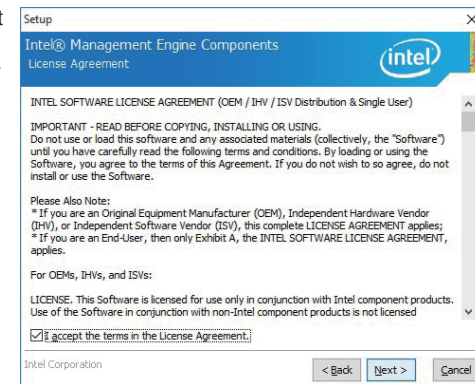 t
Setup
Intel® Management Engine Components
License Agreement
intel
INTEL SOFTWARE LICENSE AGREEMENT (OEM / IHV / ISV Distribution & Single User)
IMPORTANT - READ BEFORE COPYING, INSTALLING OR USING.
Do not use or load this software and any associated materials (collectively, the "Software")
until you have carefully read the following terms and conditions. By loading or using the
Software, you agree to the terms of this Agreement. If you do not wish to so agree, do not
install or use the Software.
Please Also Note:
* If you are an Original Equipment Manufacturer (OEM), Independent Hardware Vendor
(IHV), or Independent Software Vendor (ISV), this complete LICENSE AGREEMENT applies;
* If you are an End-User, then only Exhibit A, the INTEL SOFTWARE LICENSE AGREEMENT,
applies.
For OEMs, IHVs, and ISVs:
LICENSE. This Software is licensed for use only in conjunction with Intel component products.
Use of the Software in conjunction with non-Intel component products is not licensed
I accept the terms in the License Agreement.
Intel Corporation
< Back Next > Cancel